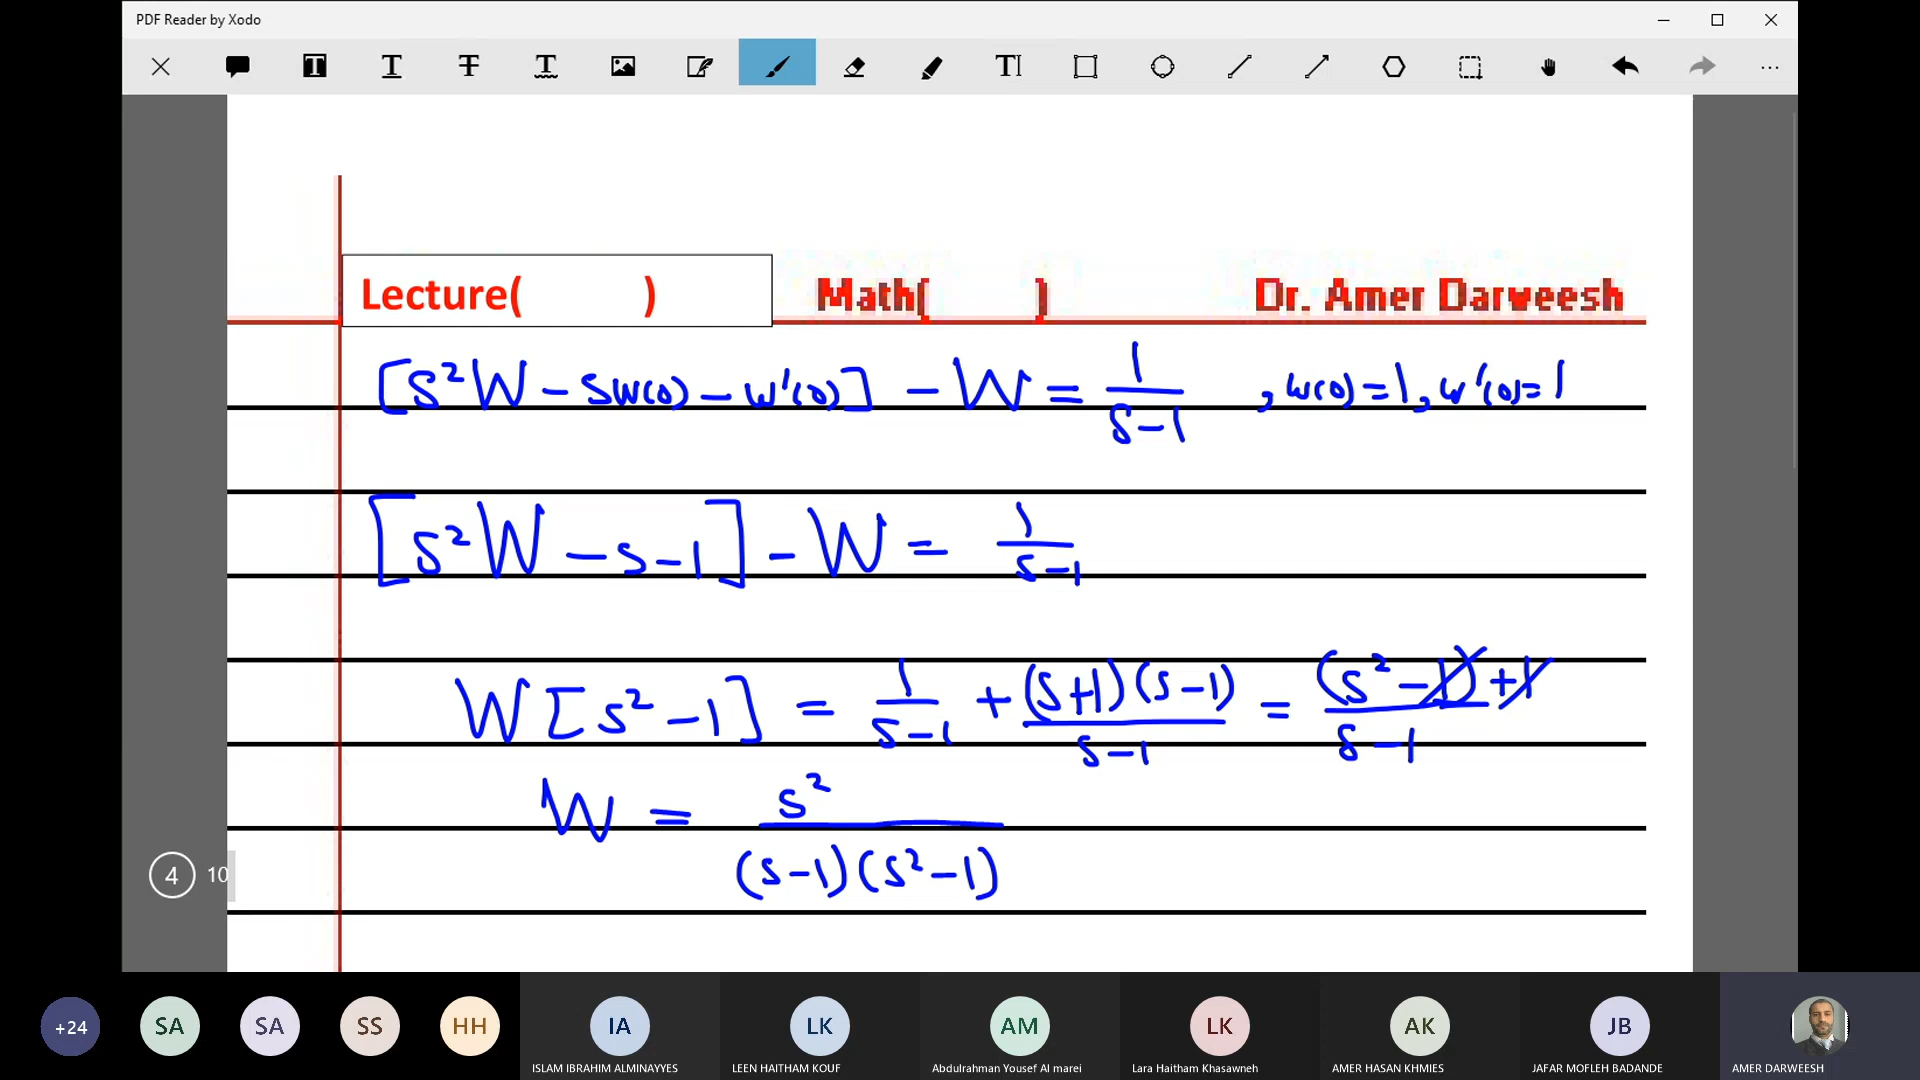 PDF Reader by Xodo
Lecture( ) Math( ) Dr. Amer Darweesh
[s²W - sw(0) - w'(0)] - W = 1/(s-1) , w(0) = 1, w'(0) = 1
[s²W - s - 1] - W = 1/(s-1)
W[s² - 1] = 1/(s-1) + (s+1)(s-1)/(s-1) = ((s² - 1) + 1)/(s-1)
W = s²/((s-1)(s²-1))
4 10
+24 SA SA SS HH IA LK AM LK AK JB
ISLAM IBRAHIM ALMINAYYES LEEN HAITHAM KOUF Abdulrahman Yousef Al marei Lara Haitham Khasawneh AMER HASAN KHMIES JAFAR MOFLEH BADANDE AMER DARWEESH